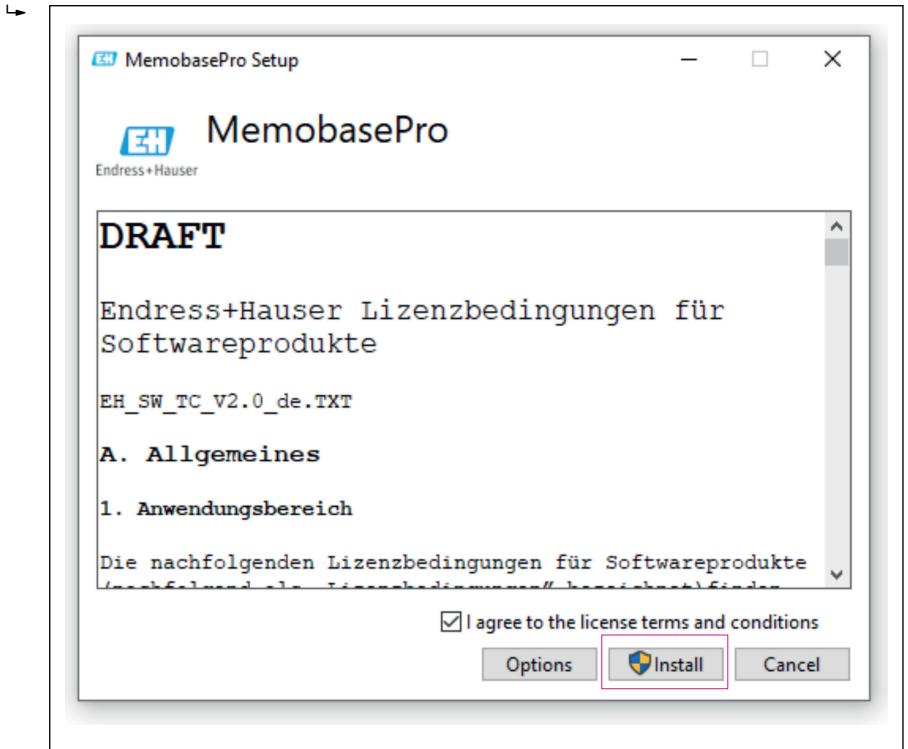 MemobasePro Setup
EH
MemobasePro
Endress+Hauser
DRAFT
Endress+Hauser Lizenzbedingungen für
Softwareprodukte
EH_SW_TC_V2.0_de.TXT
A. Allgemeines
1. Anwendungsbereich
Die nachfolgenden Lizenzbedingungen für Softwareprodukte
I agree to the license terms and conditions
Options
Install
Cancel